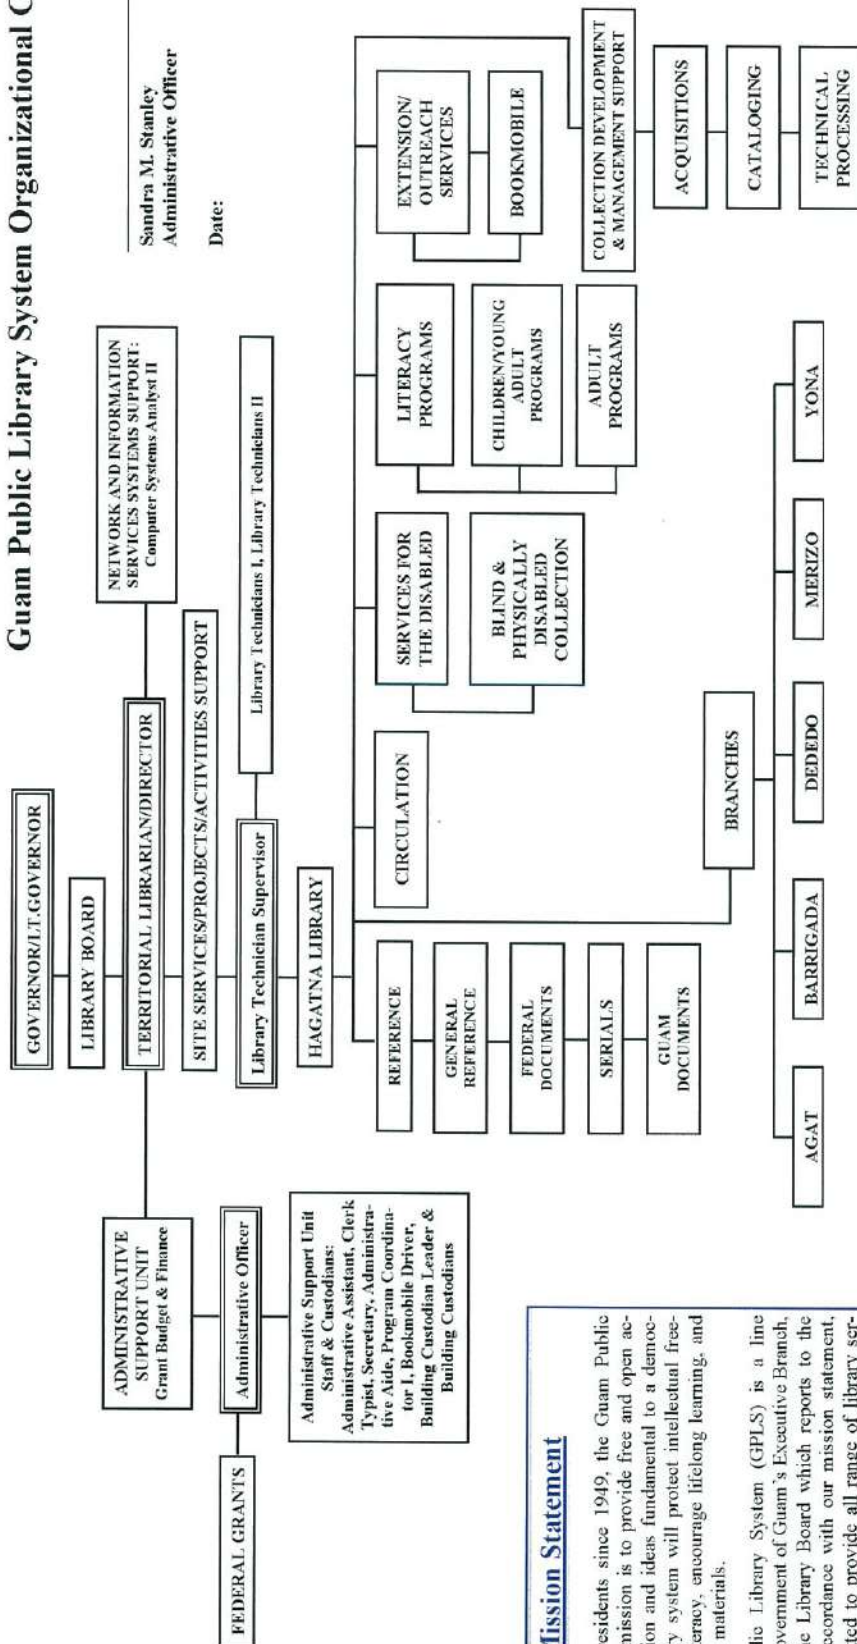 Guam Public Library System Organizational C
Sandra M. Stanley
Administrative Officer
Date:
GOVERNOR/LT.GOVERNOR
LIBRARY BOARD
TERRITORIAL LIBRARIAN/DIRECTOR
NETWORK AND INFORMATION
SERVICES SYSTEMS SUPPORT:
Computer Systems Analyst II
ADMINISTRATIVE
SUPPORT UNIT
Grant Budget & Finance
SITE SERVICES/PROJECTS/ACTIVITIES SUPPORT
FEDERAL GRANTS
Administrative Officer
Library Technician Supervisor
Library Technicians I, Library Technicians II
Administrative Support Unit
Staff & Custodians:
Administrative Assistant, Clerk
Typist, Secretary, Administra-
tive Aide, Program Coordina-
tor I, Bookmobile Driver,
Building Custodian Leader &
Building Custodians
HAGATNA LIBRARY
REFERENCE
GENERAL
REFERENCE
FEDERAL
DOCUMENTS
SERIALS
GUAM
DOCUMENTS
CIRCULATION
SERVICES FOR
THE DISABLED
BLIND &
PHYSICALLY
DISABLED
COLLECTION
LITERACY
PROGRAMS
CHILDREN/YOUNG
ADULT
PROGRAMS
ADULT
PROGRAMS
EXTENSION/
OUTREACH
SERVICES
BOOKMOBILE
COLLECTION DEVELOPMENT
& MANAGEMENT SUPPORT
ACQUISITIONS
CATALOGING
TECHNICAL
PROCESSING
BRANCHES
AGAT
BARRIGADA
DEDEDO
MERIZO
YONA
Mission Statement
esidents since 1949, the Guam Public
mission is to provide free and open ac-
ion and ideas fundamental to a democ-
y system will protect intellectual free-
eracy, encourage lifelong learning, and
materials.
lic Library System (GPLS) is a line
overnment of Guam's Executive Branch,
e Library Board which reports to the
ccordance with our mission statement,
ted to provide all range of library ser-